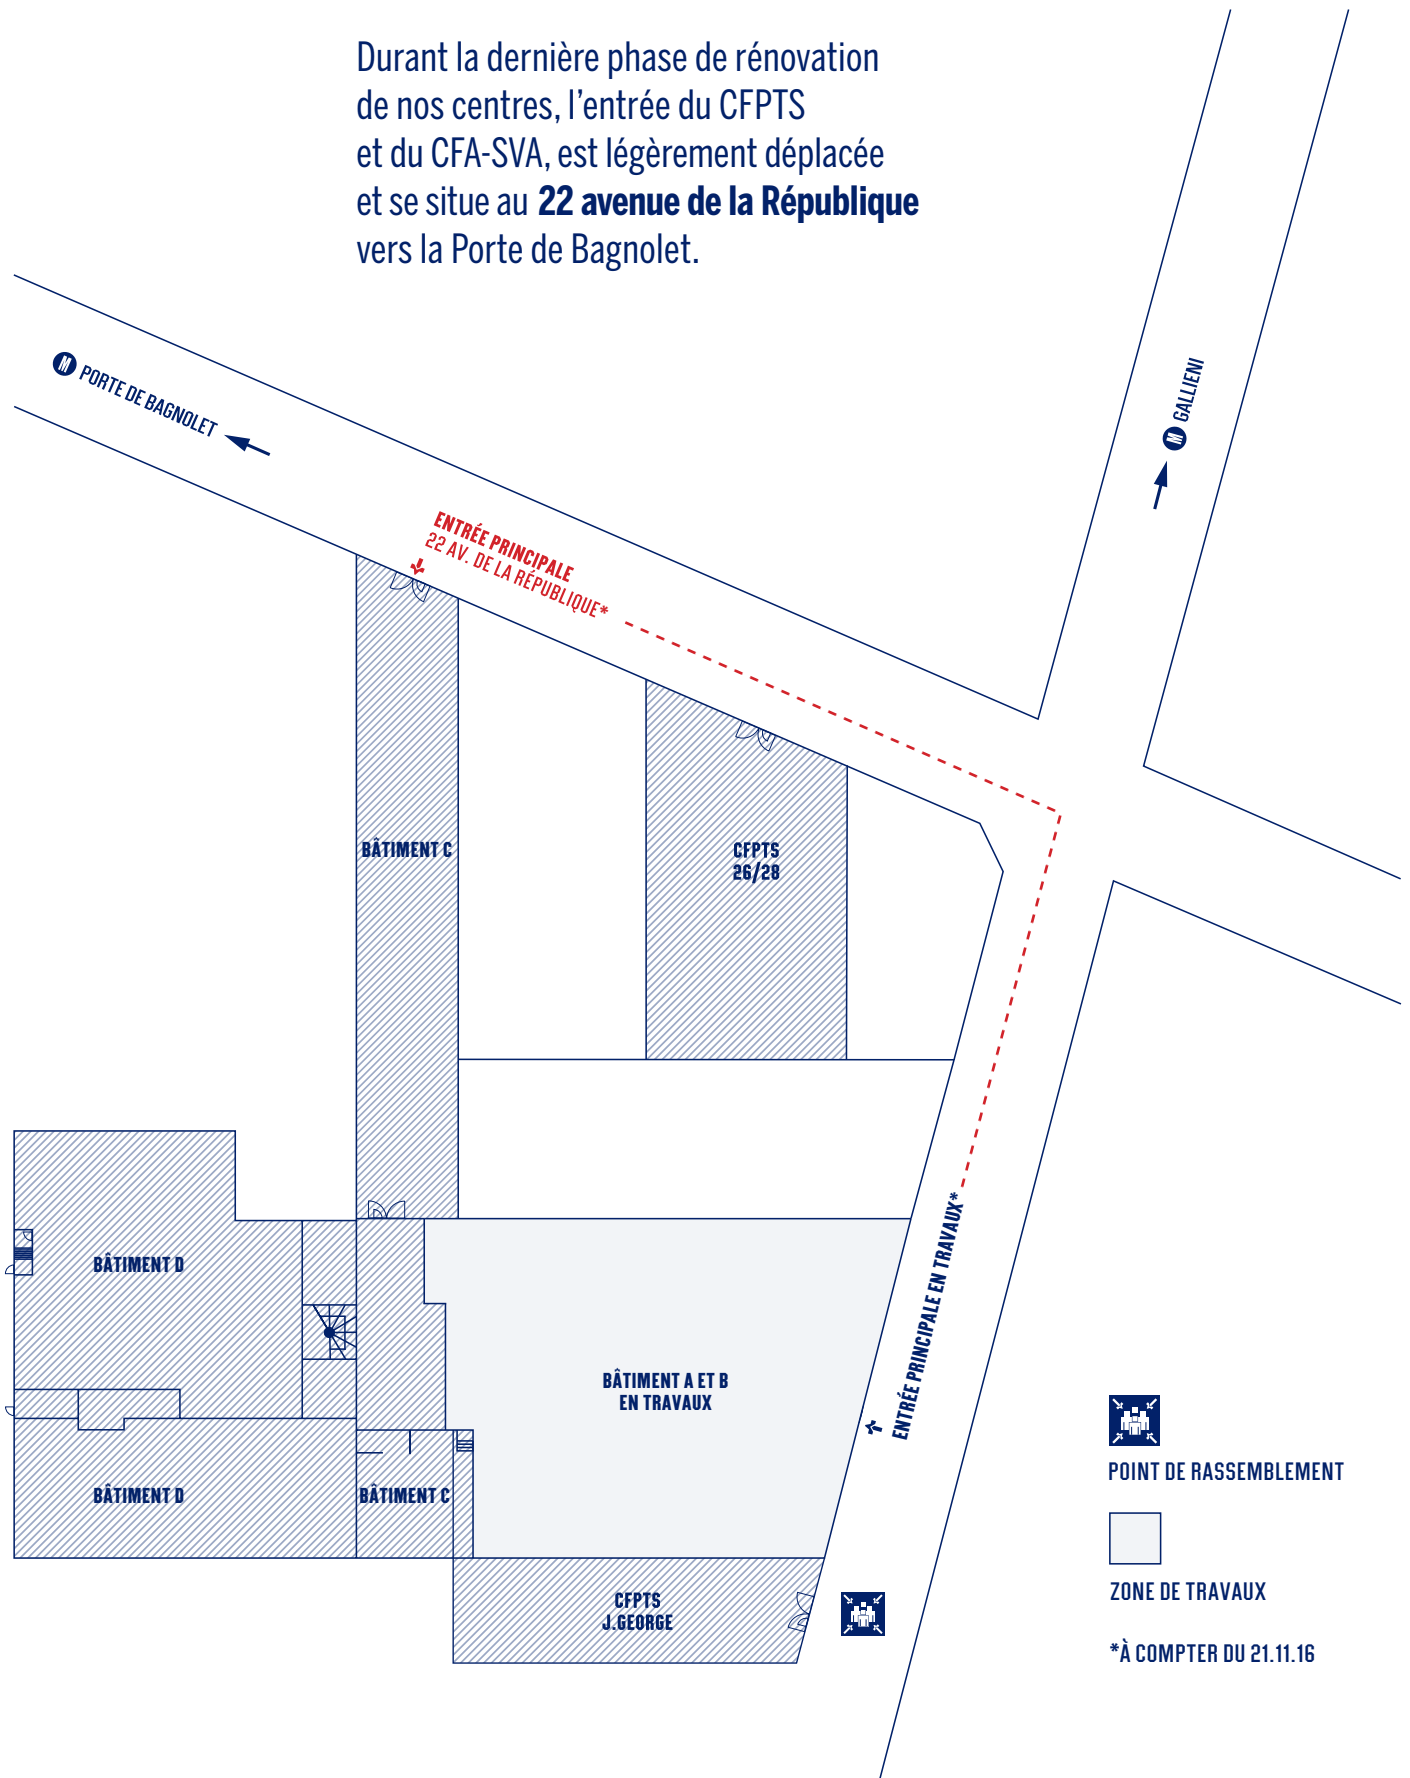 Durant la dernière phase de rénovation
de nos centres, l’entrée du CFPTS
et du CFA-SVA, est légèrement déplacée
et se situe au 22 avenue de la République
vers la Porte de Bagnolet.
M PORTE DE BAGNOLET
M GALLIENI
ENTRÉE PRINCIPALE
22 AV. DE LA RÉPUBLIQUE*
BÂTIMENT C
CFPTS
26/28
BÂTIMENT D
ENTRÉE PRINCIPALE EN TRAVAUX*
BÂTIMENT A ET B
EN TRAVAUX
BÂTIMENT D
BÂTIMENT C
CFPTS
J.GEORGE
POINT DE RASSEMBLEMENT
ZONE DE TRAVAUX
*À COMPTER DU 21.11.16